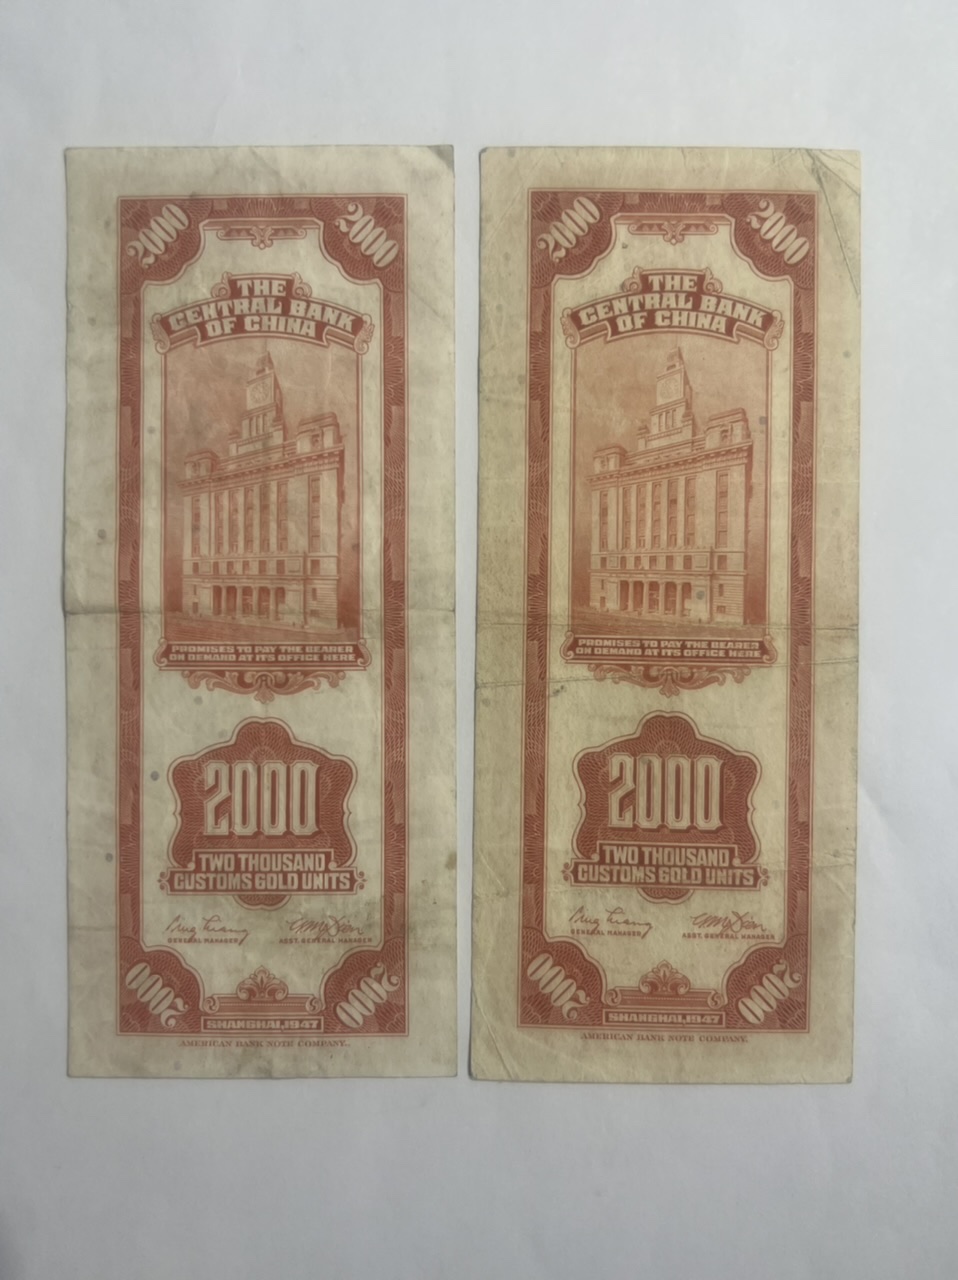 2000 2000
THE
CENTRAL BANK
OF CHINA
PROMISES TO PAY THE BEARER
ON DEMAND AT ITS OFFICE HERE
2000
TWO THOUSAND
CUSTOMS GOLD UNITS
GENERAL MANAGER ASST. GENERAL MANAGER
2000 2000
SHANGHAI, 1947
AMERICAN BANK NOTE COMPANY.
2000 2000
THE
CENTRAL BANK
OF CHINA
PROMISES TO PAY THE BEARER
ON DEMAND AT ITS OFFICE HERE
2000
TWO THOUSAND
CUSTOMS GOLD UNITS
GENERAL MANAGER ASST. GENERAL MANAGER
2000 2000
SHANGHAI, 1947
AMERICAN BANK NOTE COMPANY.